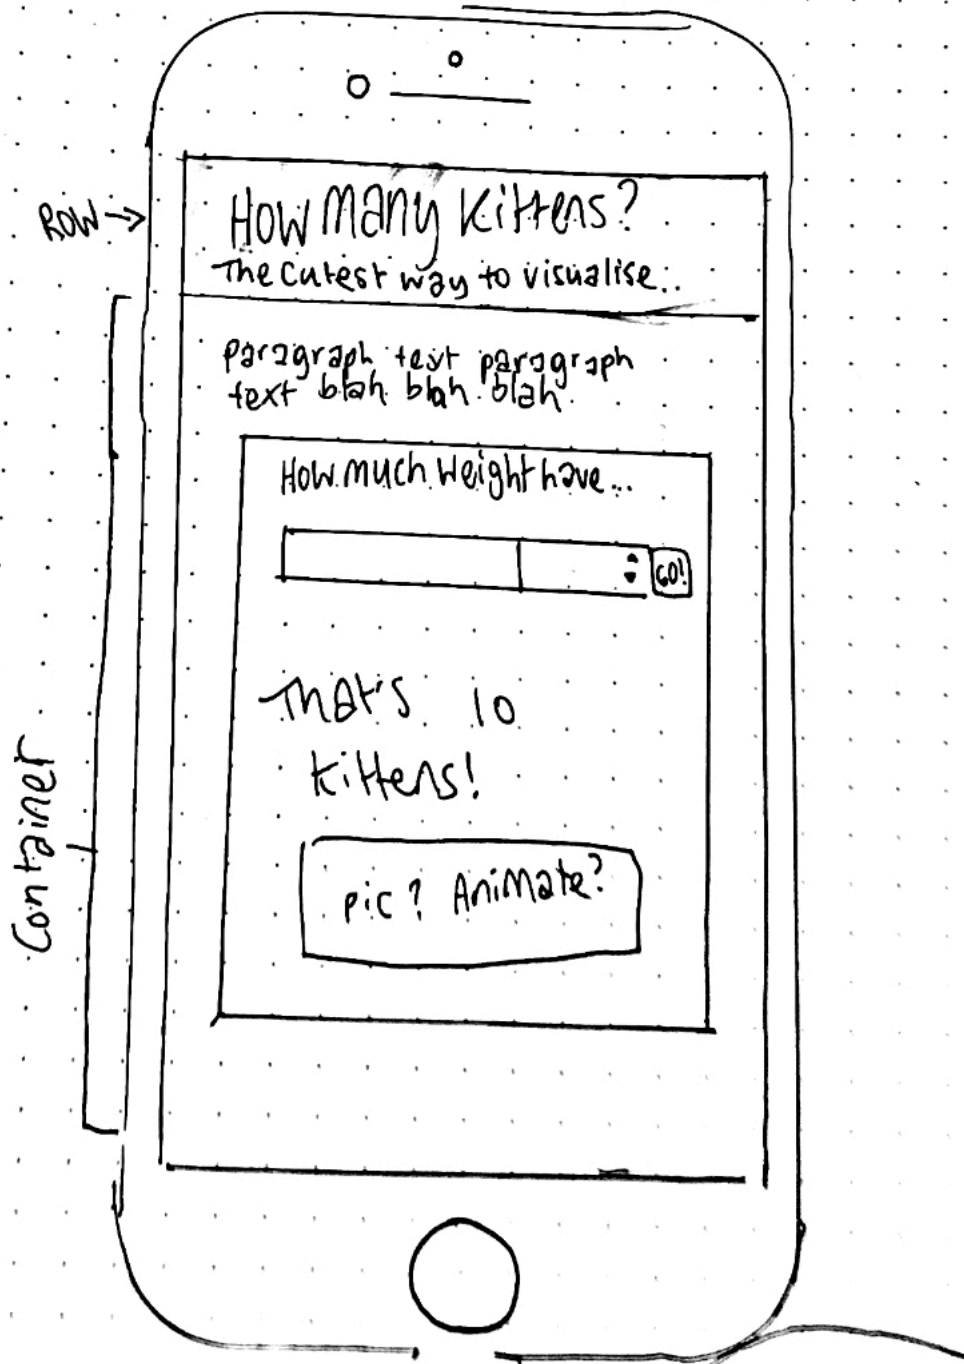 Row →
How Many Kittens?
The cutest way to visualise..
paragraph text paragraph
text blah blah blah
How much weight have...
GO!
That's 10
kittens!
pic? Animate?
Container